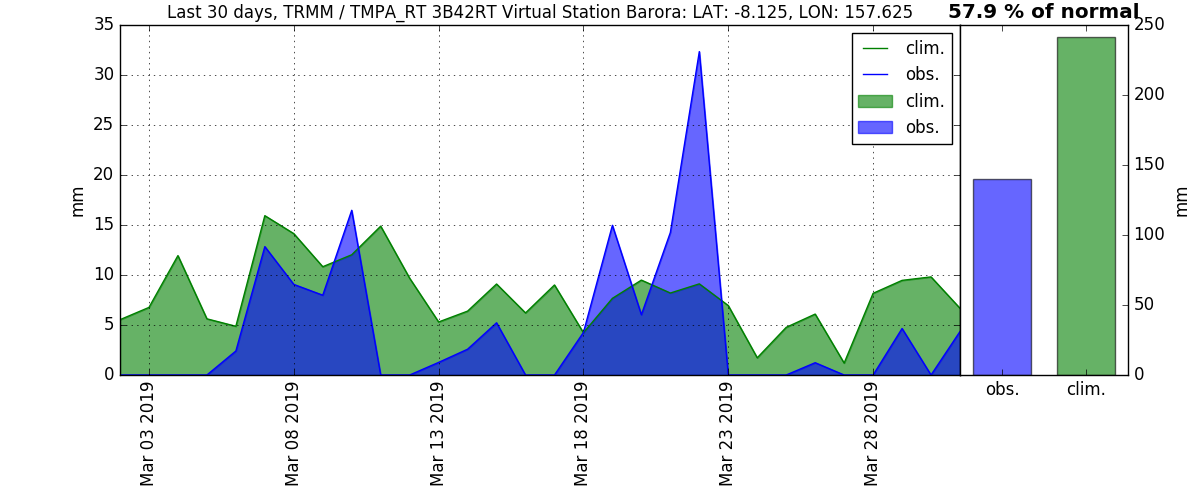 Last 30 days, TRMM / TMPA_RT 3B42RT Virtual Station Barora: LAT: -8.125, LON: 157.625
57.9 % of normal
clim.
obs.
clim.
obs.
35
30
25
20
15
10
5
0
mm
Mar 03 2019
Mar 08 2019
Mar 13 2019
Mar 18 2019
Mar 23 2019
Mar 28 2019
250
200
150
100
50
0
mm
obs.
clim.